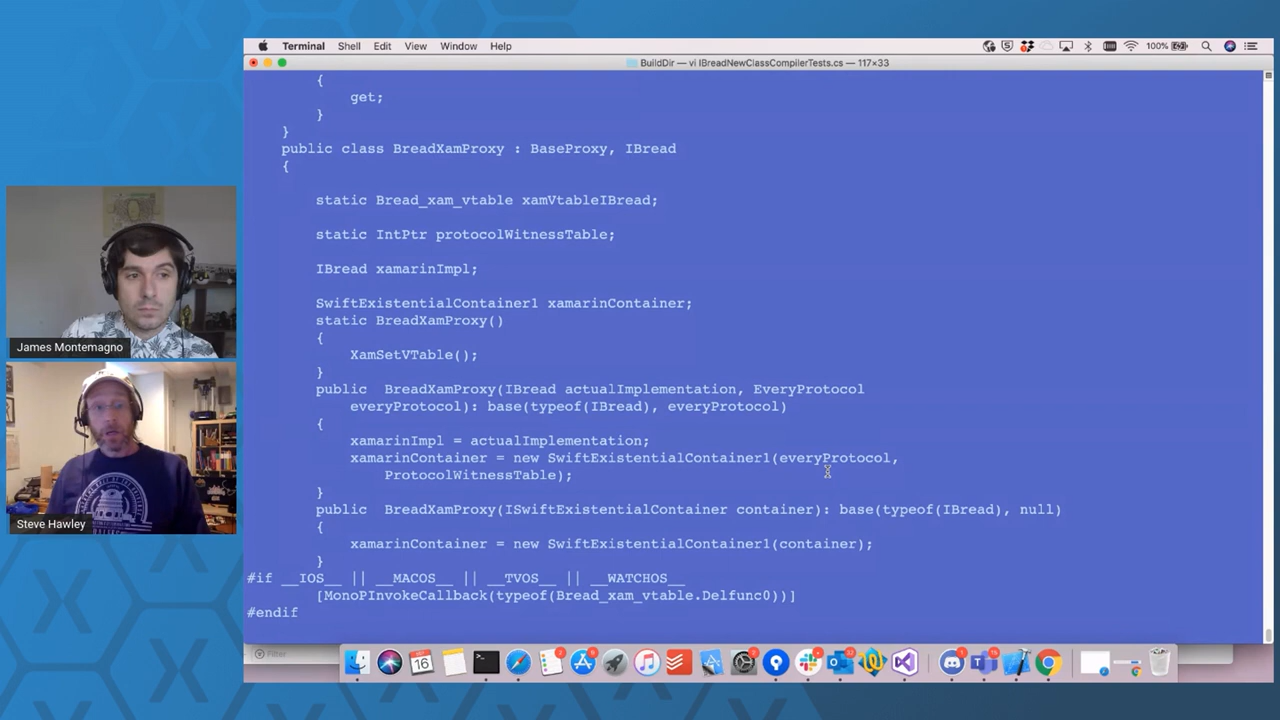 Terminal Shell Edit View Window Help 100%
BuildDir — vi IBreadNewClassCompilerTests.cs — 117×33
{
get;
}
}
public class BreadXamProxy : BaseProxy, IBread
{
static Bread_xam_vtable xamVtableIBread;
static IntPtr protocolWitnessTable;
IBread xamarinImpl;
SwiftExistentialContainer1 xamarinContainer;
static BreadXamProxy()
{
XamSetVTable();
}
public  BreadXamProxy(IBread actualImplementation, EveryProtocol
everyProtocol): base(typeof(IBread), everyProtocol)
{
xamarinImpl = actualImplementation;
xamarinContainer = new SwiftExistentialContainer1(everyProtocol,
ProtocolWitnessTable);
}
public  BreadXamProxy(ISwiftExistentialContainer container): base(typeof(IBread), null)
{
xamarinContainer = new SwiftExistentialContainer1(container);
}
#if __IOS__ || __MACOS__ || __TVOS__ || __WATCHOS__
[MonoPInvokeCallback(typeof(Bread_xam_vtable.Delfunc0))]
#endif
James Montemagno
Steve Hawley
Filter
16